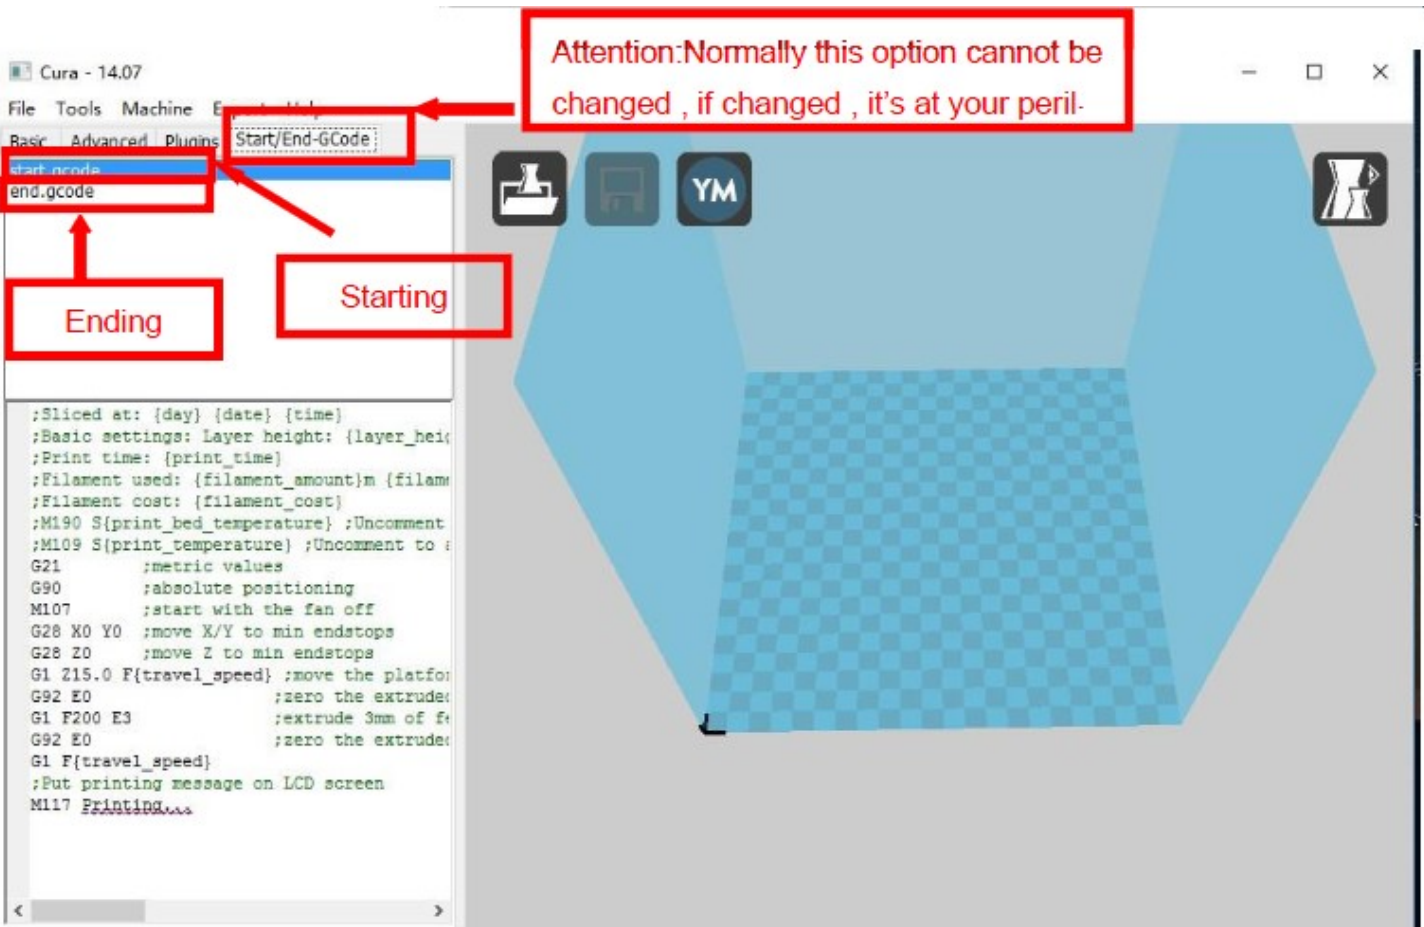 Attention:Normally this option cannot be
changed , if changed , it's at your peril.
Cura - 14.07
File Tools Machine
Basic Advanced Plugins Start/End-GCode
start.gcode
end.gcode
YM
Starting
Ending
;Sliced at: {day} {date} {time}
;Basic settings: Layer height: {layer_heig
;Print time: {print_time}
;Filament used: {filament_amount}m {filam
;Filament cost: {filament_cost}
;M190 S{print_bed_temperature} ;Uncomment
;M109 S{print_temperature} ;Uncomment to a
G21 ;metric values
G90 ;absolute positioning
M107 ;start with the fan off
G28 X0 Y0 ;move X/Y to min endstops
G28 Z0 ;move Z to min endstops
G1 Z15.0 F{travel_speed} ;move the platfor
G92 E0 ;zero the extruded
G1 F200 E3 ;extrude 3mm of fe
G92 E0 ;zero the extruded
G1 F{travel_speed}
;Put printing message on LCD screen
M117 Printing...